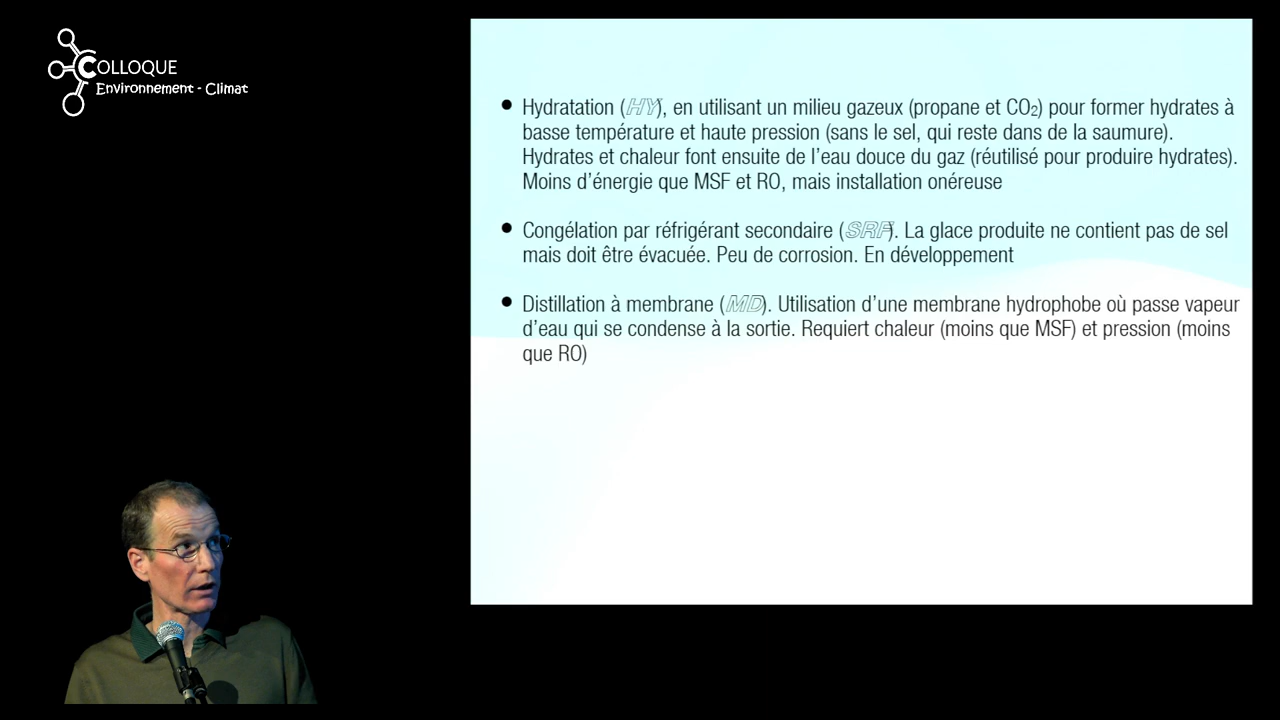 COLLOQUE
Environnement - Climat
• Hydratation (HY), en utilisant un milieu gazeux (propane et CO₂) pour former hydrates à
basse température et haute pression (sans le sel, qui reste dans de la saumure).
Hydrates et chaleur font ensuite de l'eau douce du gaz (réutilisé pour produire hydrates).
Moins d'énergie que MSF et RO, mais installation onéreuse
• Congélation par réfrigérant secondaire (SRF). La glace produite ne contient pas de sel
mais doit être évacuée. Peu de corrosion. En développement
• Distillation à membrane (MD). Utilisation d'une membrane hydrophobe où passe vapeur
d'eau qui se condense à la sortie. Requiert chaleur (moins que MSF) et pression (moins
que RO)